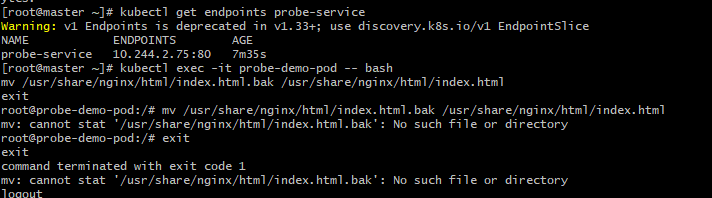 [root@master ~]# kubectl get endpoints probe-service
Warning: v1 Endpoints is deprecated in v1.33+; use discovery.k8s.io/v1 EndpointSlice
NAME            ENDPOINTS        AGE
probe-service   10.244.2.75:80   7m35s
[root@master ~]# kubectl exec -it probe-demo-pod -- bash
mv /usr/share/nginx/html/index.html.bak /usr/share/nginx/html/index.html
exit
root@probe-demo-pod:/# mv /usr/share/nginx/html/index.html.bak /usr/share/nginx/html/index.html
mv: cannot stat '/usr/share/nginx/html/index.html.bak': No such file or directory
root@probe-demo-pod:/# exit
exit
command terminated with exit code 1
mv: cannot stat '/usr/share/nginx/html/index.html.bak': No such file or directory
logout